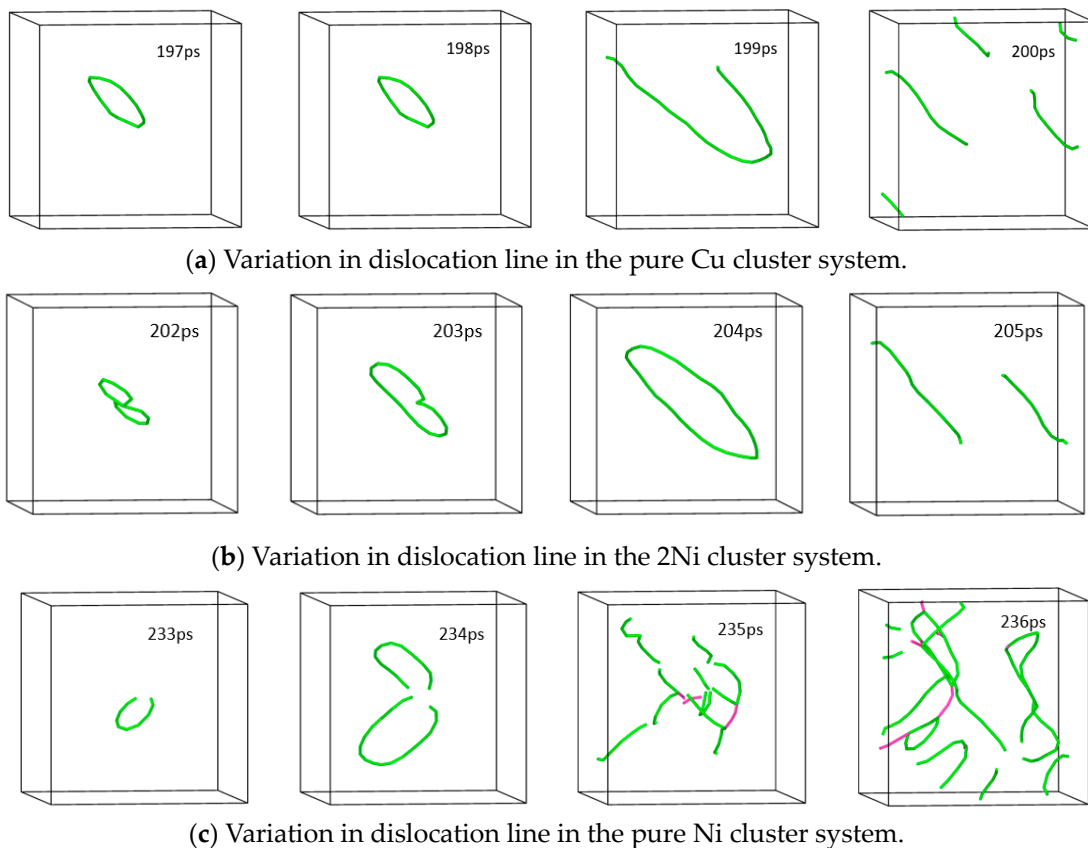 197ps 198ps 199ps 200ps
(a) Variation in dislocation line in the pure Cu cluster system.
202ps 203ps 204ps 205ps
(b) Variation in dislocation line in the 2Ni cluster system.
233ps 234ps 235ps 236ps
(c) Variation in dislocation line in the pure Ni cluster system.